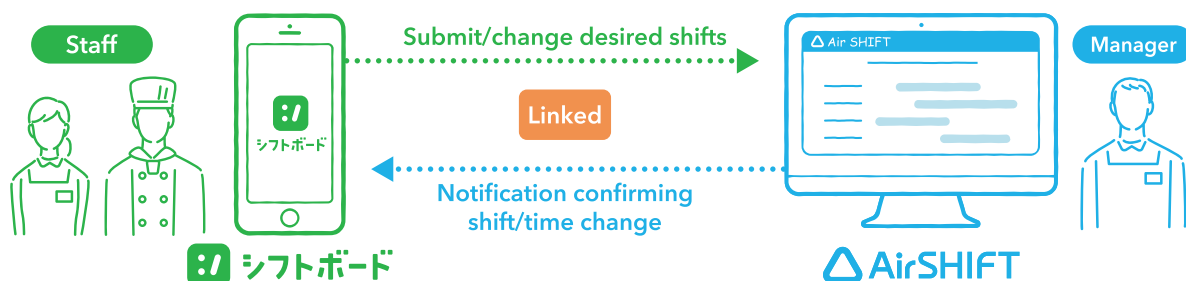 Staff
シフトボード
Submit/change desired shifts
Linked
Notification confirming
shift/time change
Air SHIFT
Manager
シフトボード
AirSHIFT